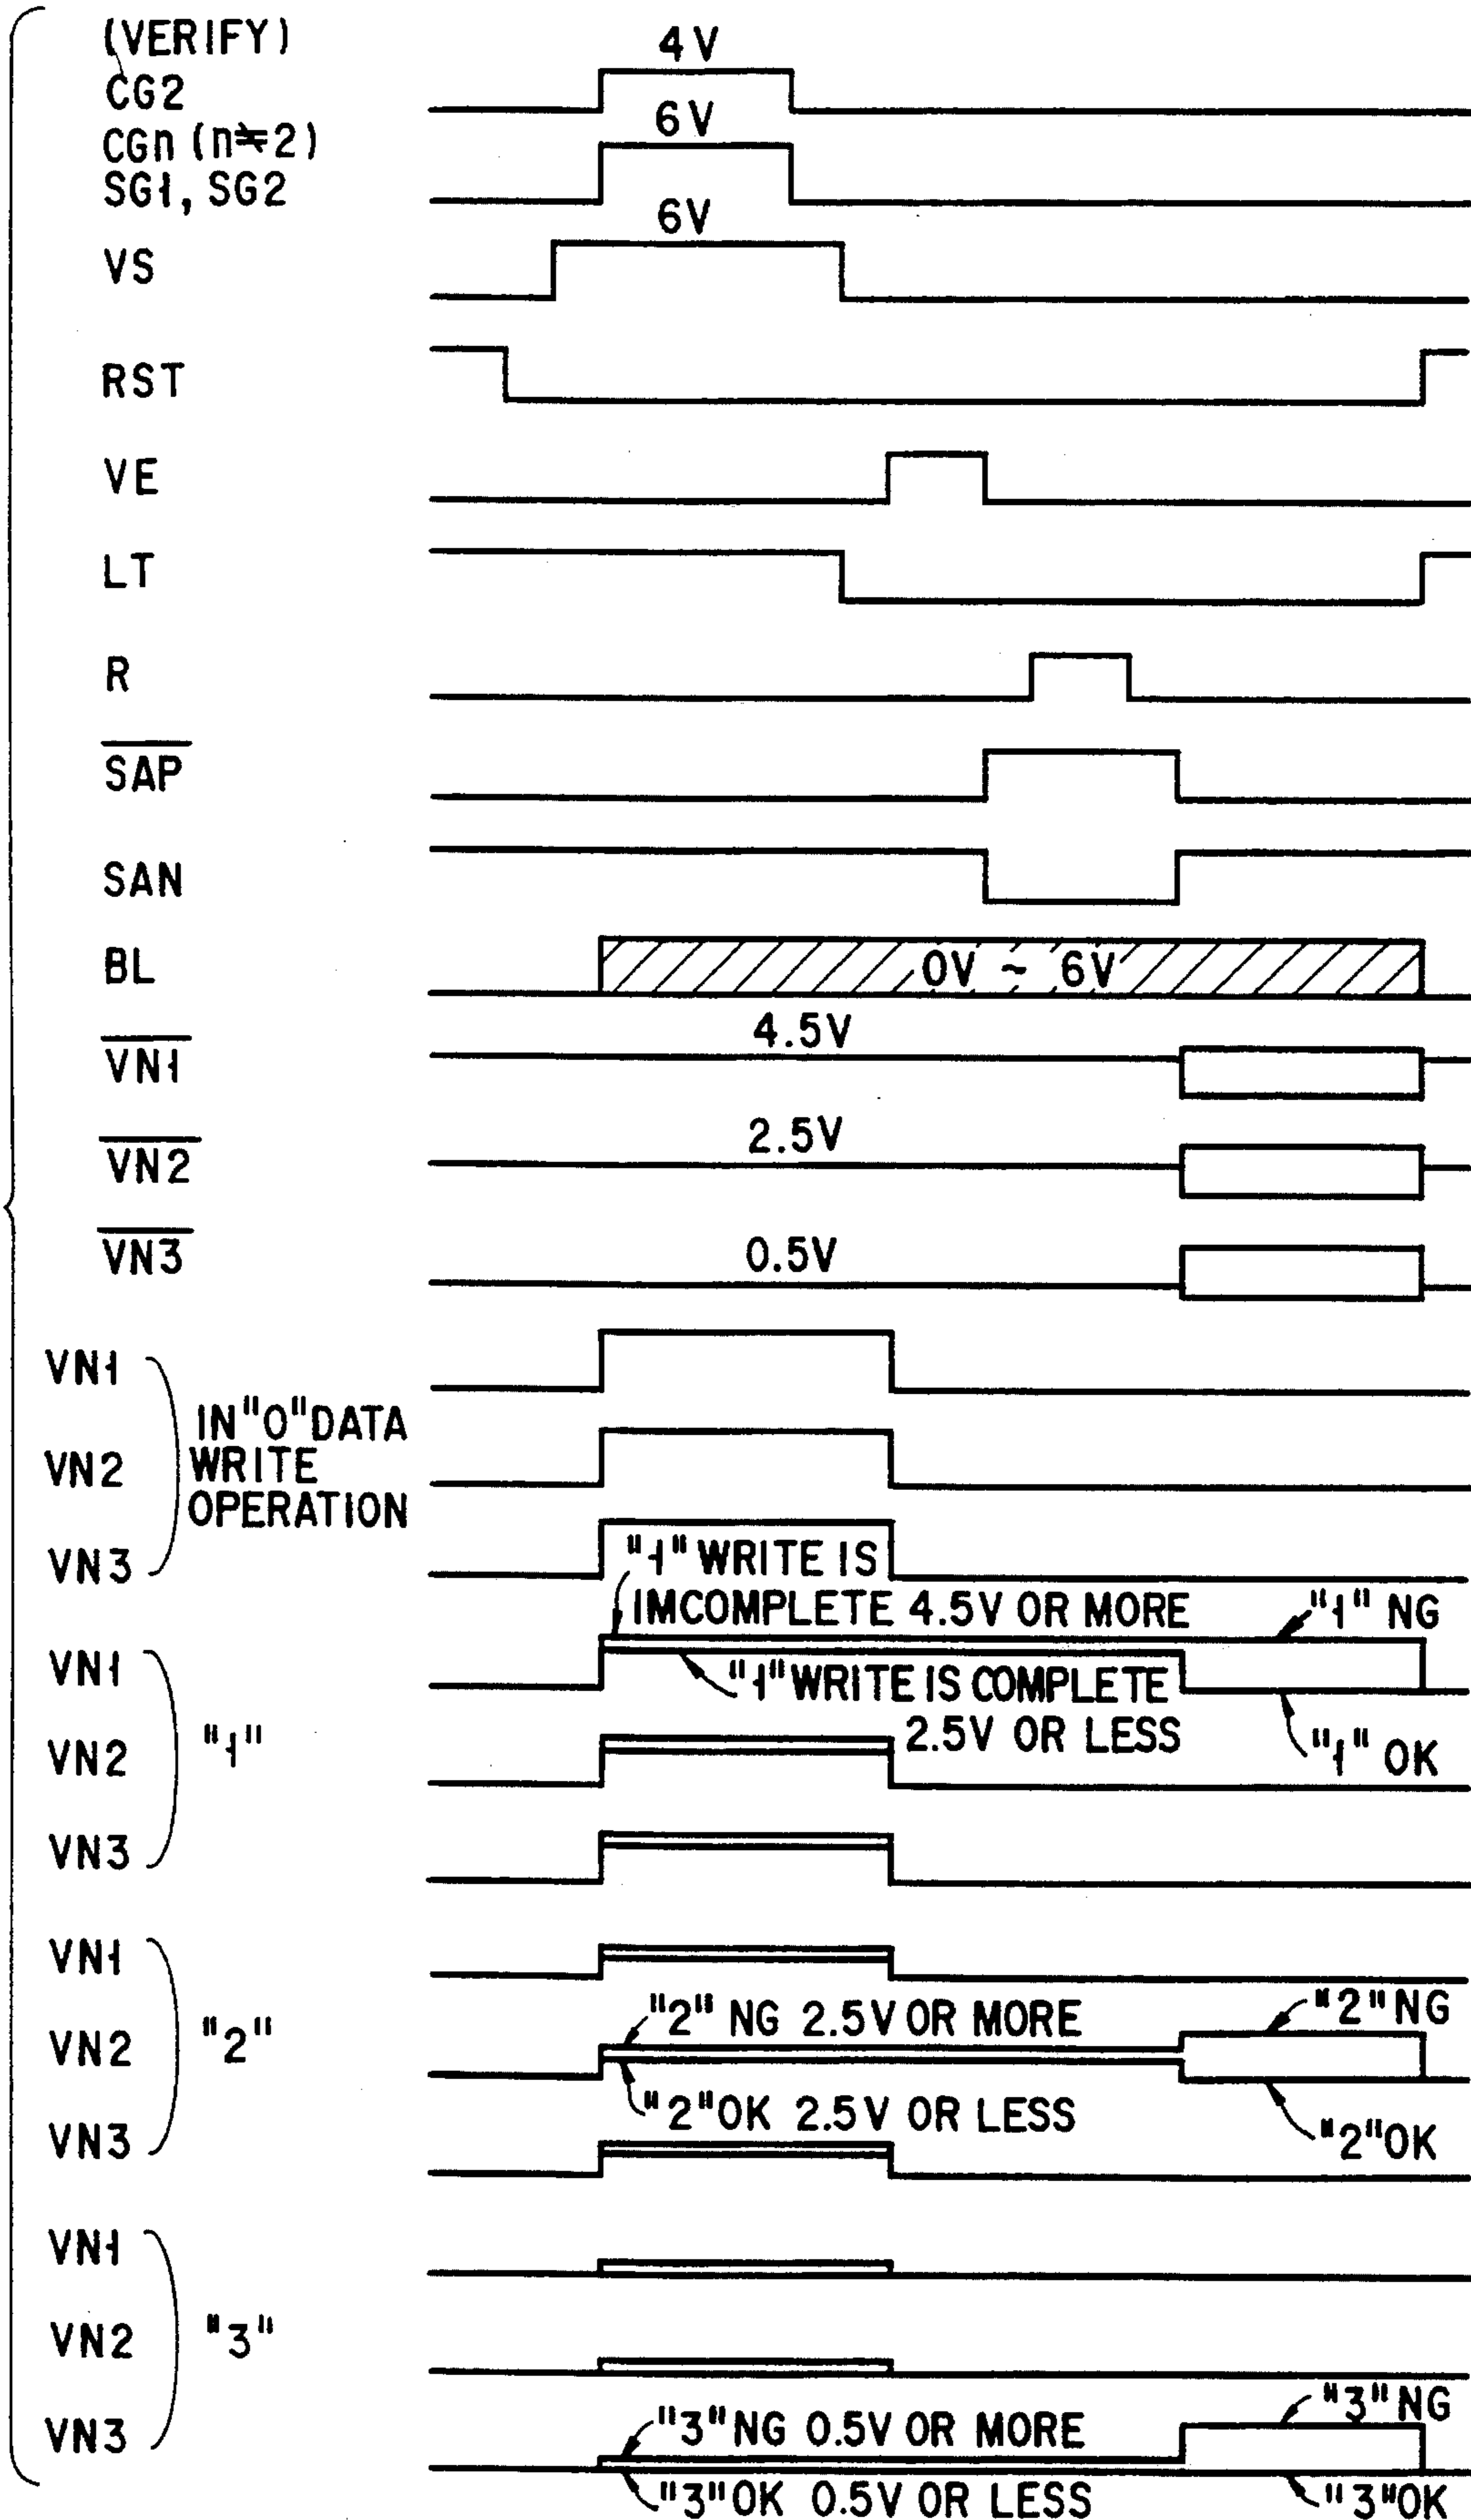 (VERIFY)
CG2
4V
CGn (n≠2)
SG1, SG2
6V
VS
6V
RST
VE
LT
R
S̅A̅P̅
SAN
BL
0V ~ 6V
V̅N̅1̅
4.5V
V̅N̅2̅
2.5V
V̅N̅3̅
0.5V
VN1
VN2
VN3
IN "0" DATA
WRITE
OPERATION
"1" WRITE IS
IMCOMPLETE 4.5V OR MORE
"1" NG
VN1
"1" WRITE IS COMPLETE
2.5V OR LESS
"1" OK
VN2
"1"
VN3
VN1
VN2
"2"
"2" NG 2.5V OR MORE
"2" NG
"2" OK 2.5V OR LESS
"2" OK
VN3
VN1
VN2
"3"
VN3
"3" NG 0.5V OR MORE
"3" NG
"3" OK 0.5V OR LESS
"3" OK